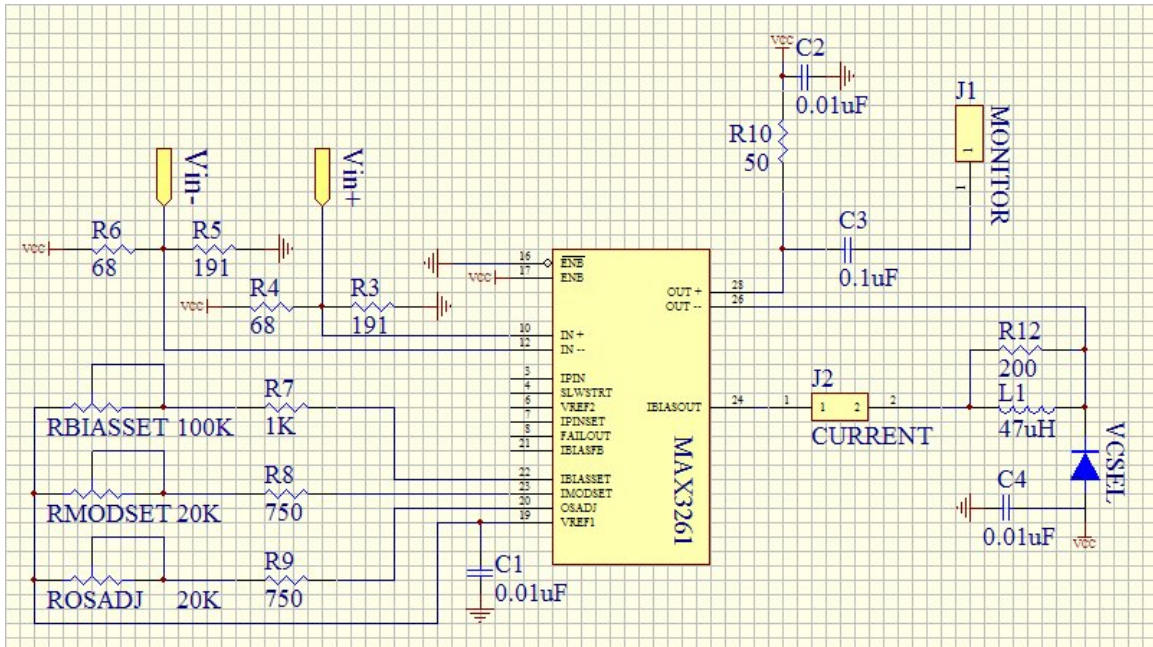 VCC
C2
0.01uF
R10
50
J1
1
MONITOR
1
C3
0.1uF
Vin-
Vin+
VCC
R6
68
R5
191
VCC
R4
68
R3
191
VCC
16
17
10
12
3
4
6
7
8
21
22
23
20
19
ENB
ENB
IN +
IN --
IPIN
SLWSTRT
VREF2
IPINSET
FAILOUT
IBIASFB
IBIASSET
IMODSET
OSADJ
VREF1
OUT +
OUT --
IBIASOUT
28
26
24
MAX3261
R12
200
J2
1
1
2
2
CURRENT
L1
47uH
VCSEL
C4
0.01uF
VCC
RBIASSET 100K
R7
1K
RMODSET 20K
R8
750
ROSADJ 20K
R9
750
C1
0.01uF